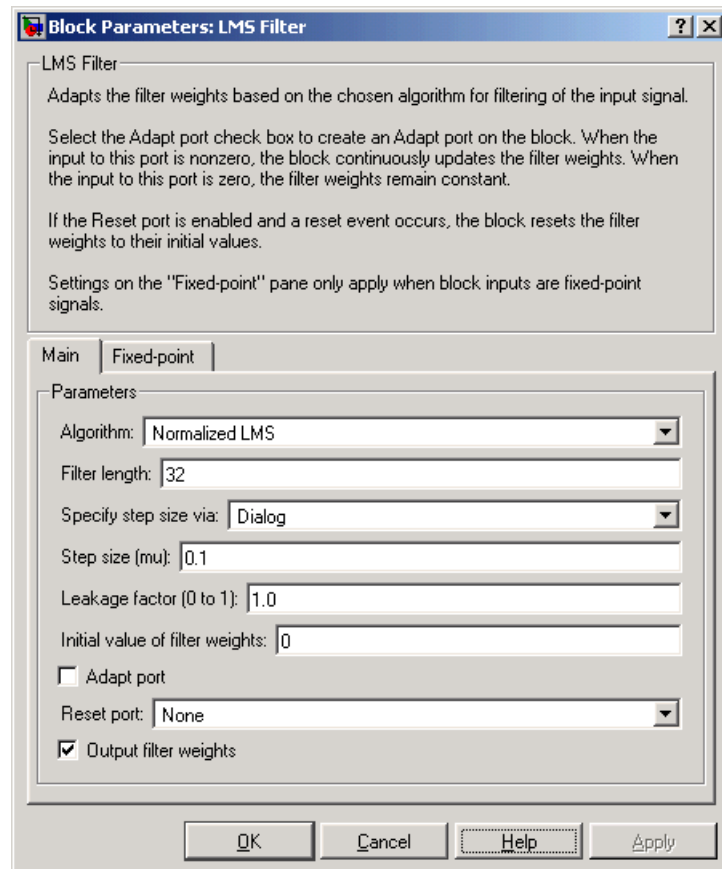 Block Parameters: LMS Filter
LMS Filter
Adapts the filter weights based on the chosen algorithm for filtering of the input signal.
Select the Adapt port check box to create an Adapt port on the block. When the
input to this port is nonzero, the block continuously updates the filter weights. When
the input to this port is zero, the filter weights remain constant.
If the Reset port is enabled and a reset event occurs, the block resets the filter
weights to their initial values.
Settings on the "Fixed-point" pane only apply when block inputs are fixed-point
signals.
Main Fixed-point
Parameters
Algorithm: Normalized LMS
Filter length: 32
Specify step size via: Dialog
Step size (mu): 0.1
Leakage factor (0 to 1): 1.0
Initial value of filter weights: 0
Adapt port
Reset port: None
Output filter weights
OK Cancel Help Apply